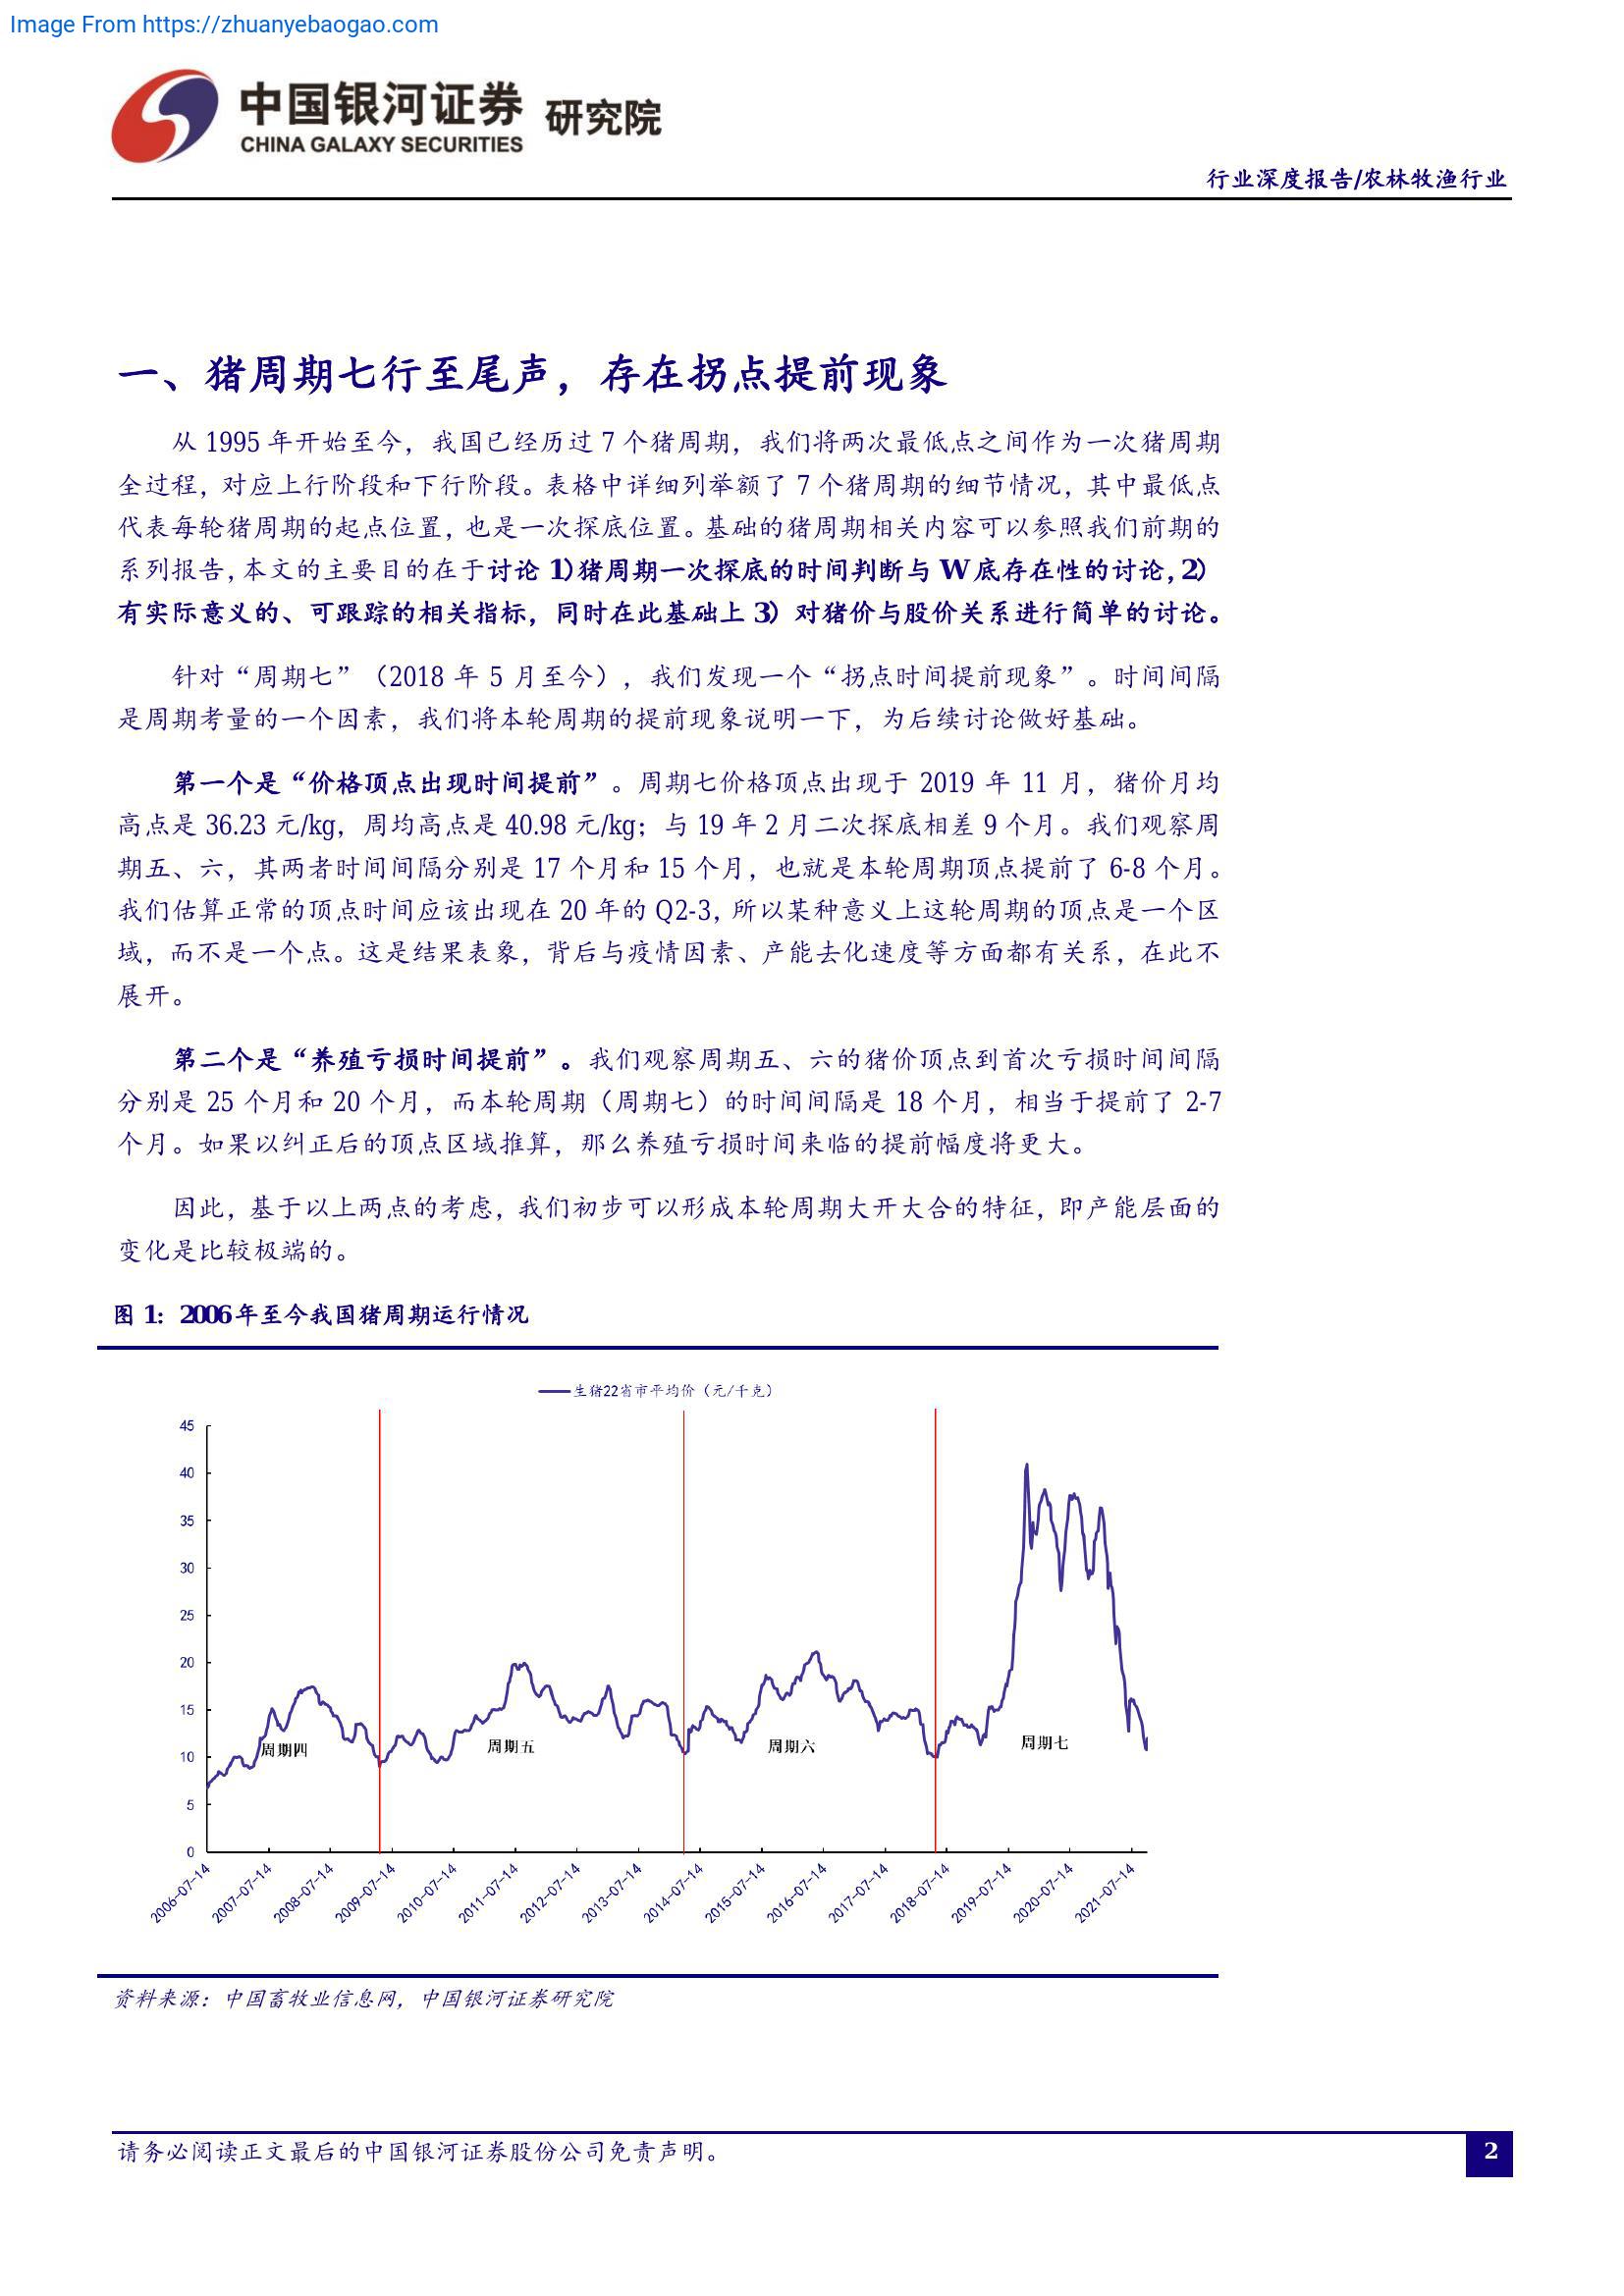 Image From https://zhuanyebaogao.com
中国银河证券 研究院
CHINA GALAXY SECURITIES
行业深度报告/农林牧渔行业
一、猪周期七行至尾声，存在拐点提前现象
从 1995 年开始至今，我国已经历过 7 个猪周期，我们将两次最低点之间作为一次猪周期
全过程，对应上行阶段和下行阶段。表格中详细列举额了 7 个猪周期的细节情况，其中最低点
代表每轮猪周期的起点位置，也是一次探底位置。基础的猪周期相关内容可以参照我们前期的
系列报告，本文的主要目的在于讨论 1）猪周期一次探底的时间判断与 W 底存在性的讨论，2）
有实际意义的、可跟踪的相关指标，同时在此基础上 3）对猪价与股价关系进行简单的讨论。
针对“周期七”（2018 年 5 月至今），我们发现一个“拐点时间提前现象”。时间间隔
是周期考量的一个因素，我们将本轮周期的提前现象说明一下，为后续讨论做好基础。
第一个是“价格顶点出现时间提前”。周期七价格顶点出现于 2019 年 11 月，猪价月均
高点是 36.23 元/kg，周均高点是 40.98 元/kg；与 19 年 2 月二次探底相差 9 个月。我们观察周
期五、六，其两者时间间隔分别是 17 个月和 15 个月，也就是本轮周期顶点提前了 6-8 个月。
我们估算正常的顶点时间应该出现在 20 年的 Q2-3，所以某种意义上这轮周期的顶点是一个区
域，而不是一个点。这是结果表象，背后与疫情因素、产能去化速度等方面都有关系，在此不
展开。
第二个是“养殖亏损时间提前”。我们观察周期五、六的猪价顶点到首次亏损时间间隔
分别是 25 个月和 20 个月，而本轮周期（周期七）的时间间隔是 18 个月，相当于提前了 2-7
个月。如果以纠正后的顶点区域推算，那么养殖亏损时间来临的提前幅度将更大。
因此，基于以上两点的考虑，我们初步可以形成本轮周期大开大合的特征，即产能层面的
变化是比较极端的。
图 1：2006 年至今我国猪周期运行情况
生猪22省市平均价（元/千克）
45
40
35
30
25
20
15
10
5
0
周期四
周期五
周期六
周期七
2006-07-14
2007-07-14
2008-07-14
2009-07-14
2010-07-14
2011-07-14
2012-07-14
2013-07-14
2014-07-14
2015-07-14
2016-07-14
2017-07-14
2018-07-14
2019-07-14
2020-07-14
2021-07-14
资料来源：中国畜牧业信息网，中国银河证券研究院
请务必阅读正文最后的中国银河证券股份公司免责声明。
2